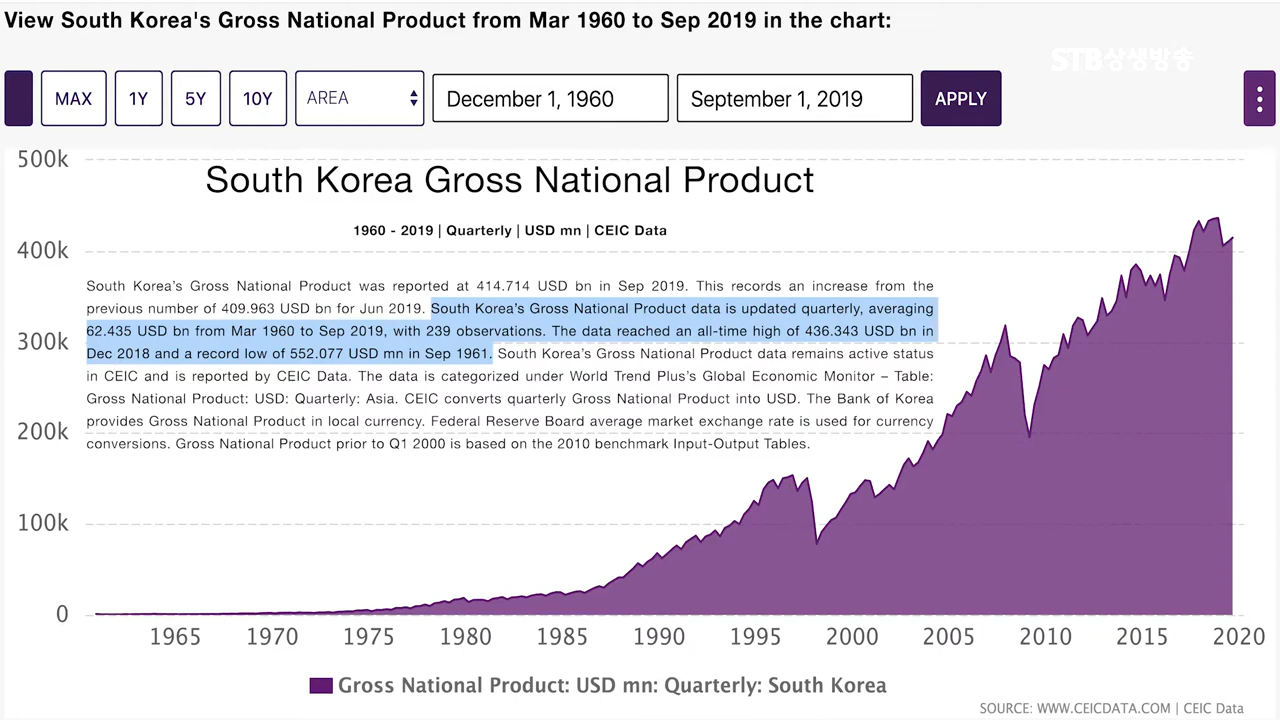 View South Korea's Gross National Product from Mar 1960 to Sep 2019 in the chart:
STB상생방송
MAX 1Y 5Y 10Y AREA December 1, 1960 September 1, 2019 APPLY
500k
South Korea Gross National Product
1960 - 2019 | Quarterly | USD mn | CEIC Data
400k
South Korea's Gross National Product was reported at 414.714 USD bn in Sep 2019. This records an increase from the
previous number of 409.963 USD bn for Jun 2019. South Korea's Gross National Product data is updated quarterly, averaging
62.435 USD bn from Mar 1960 to Sep 2019, with 239 observations. The data reached an all-time high of 436.343 USD bn in
300k
Dec 2018 and a record low of 552.077 USD mn in Sep 1961. South Korea's Gross National Product data remains active status
in CEIC and is reported by CEIC Data. The data is categorized under World Trend Plus's Global Economic Monitor – Table:
Gross National Product: USD: Quarterly: Asia. CEIC converts quarterly Gross National Product into USD. The Bank of Korea
provides Gross National Product in local currency. Federal Reserve Board average market exchange rate is used for currency
200k
conversions. Gross National Product prior to Q1 2000 is based on the 2010 benchmark Input-Output Tables.
100k
0
1965 1970 1975 1980 1985 1990 1995 2000 2005 2010 2015 2020
Gross National Product: USD mn: Quarterly: South Korea
SOURCE: WWW.CEICDATA.COM | CEIC Data